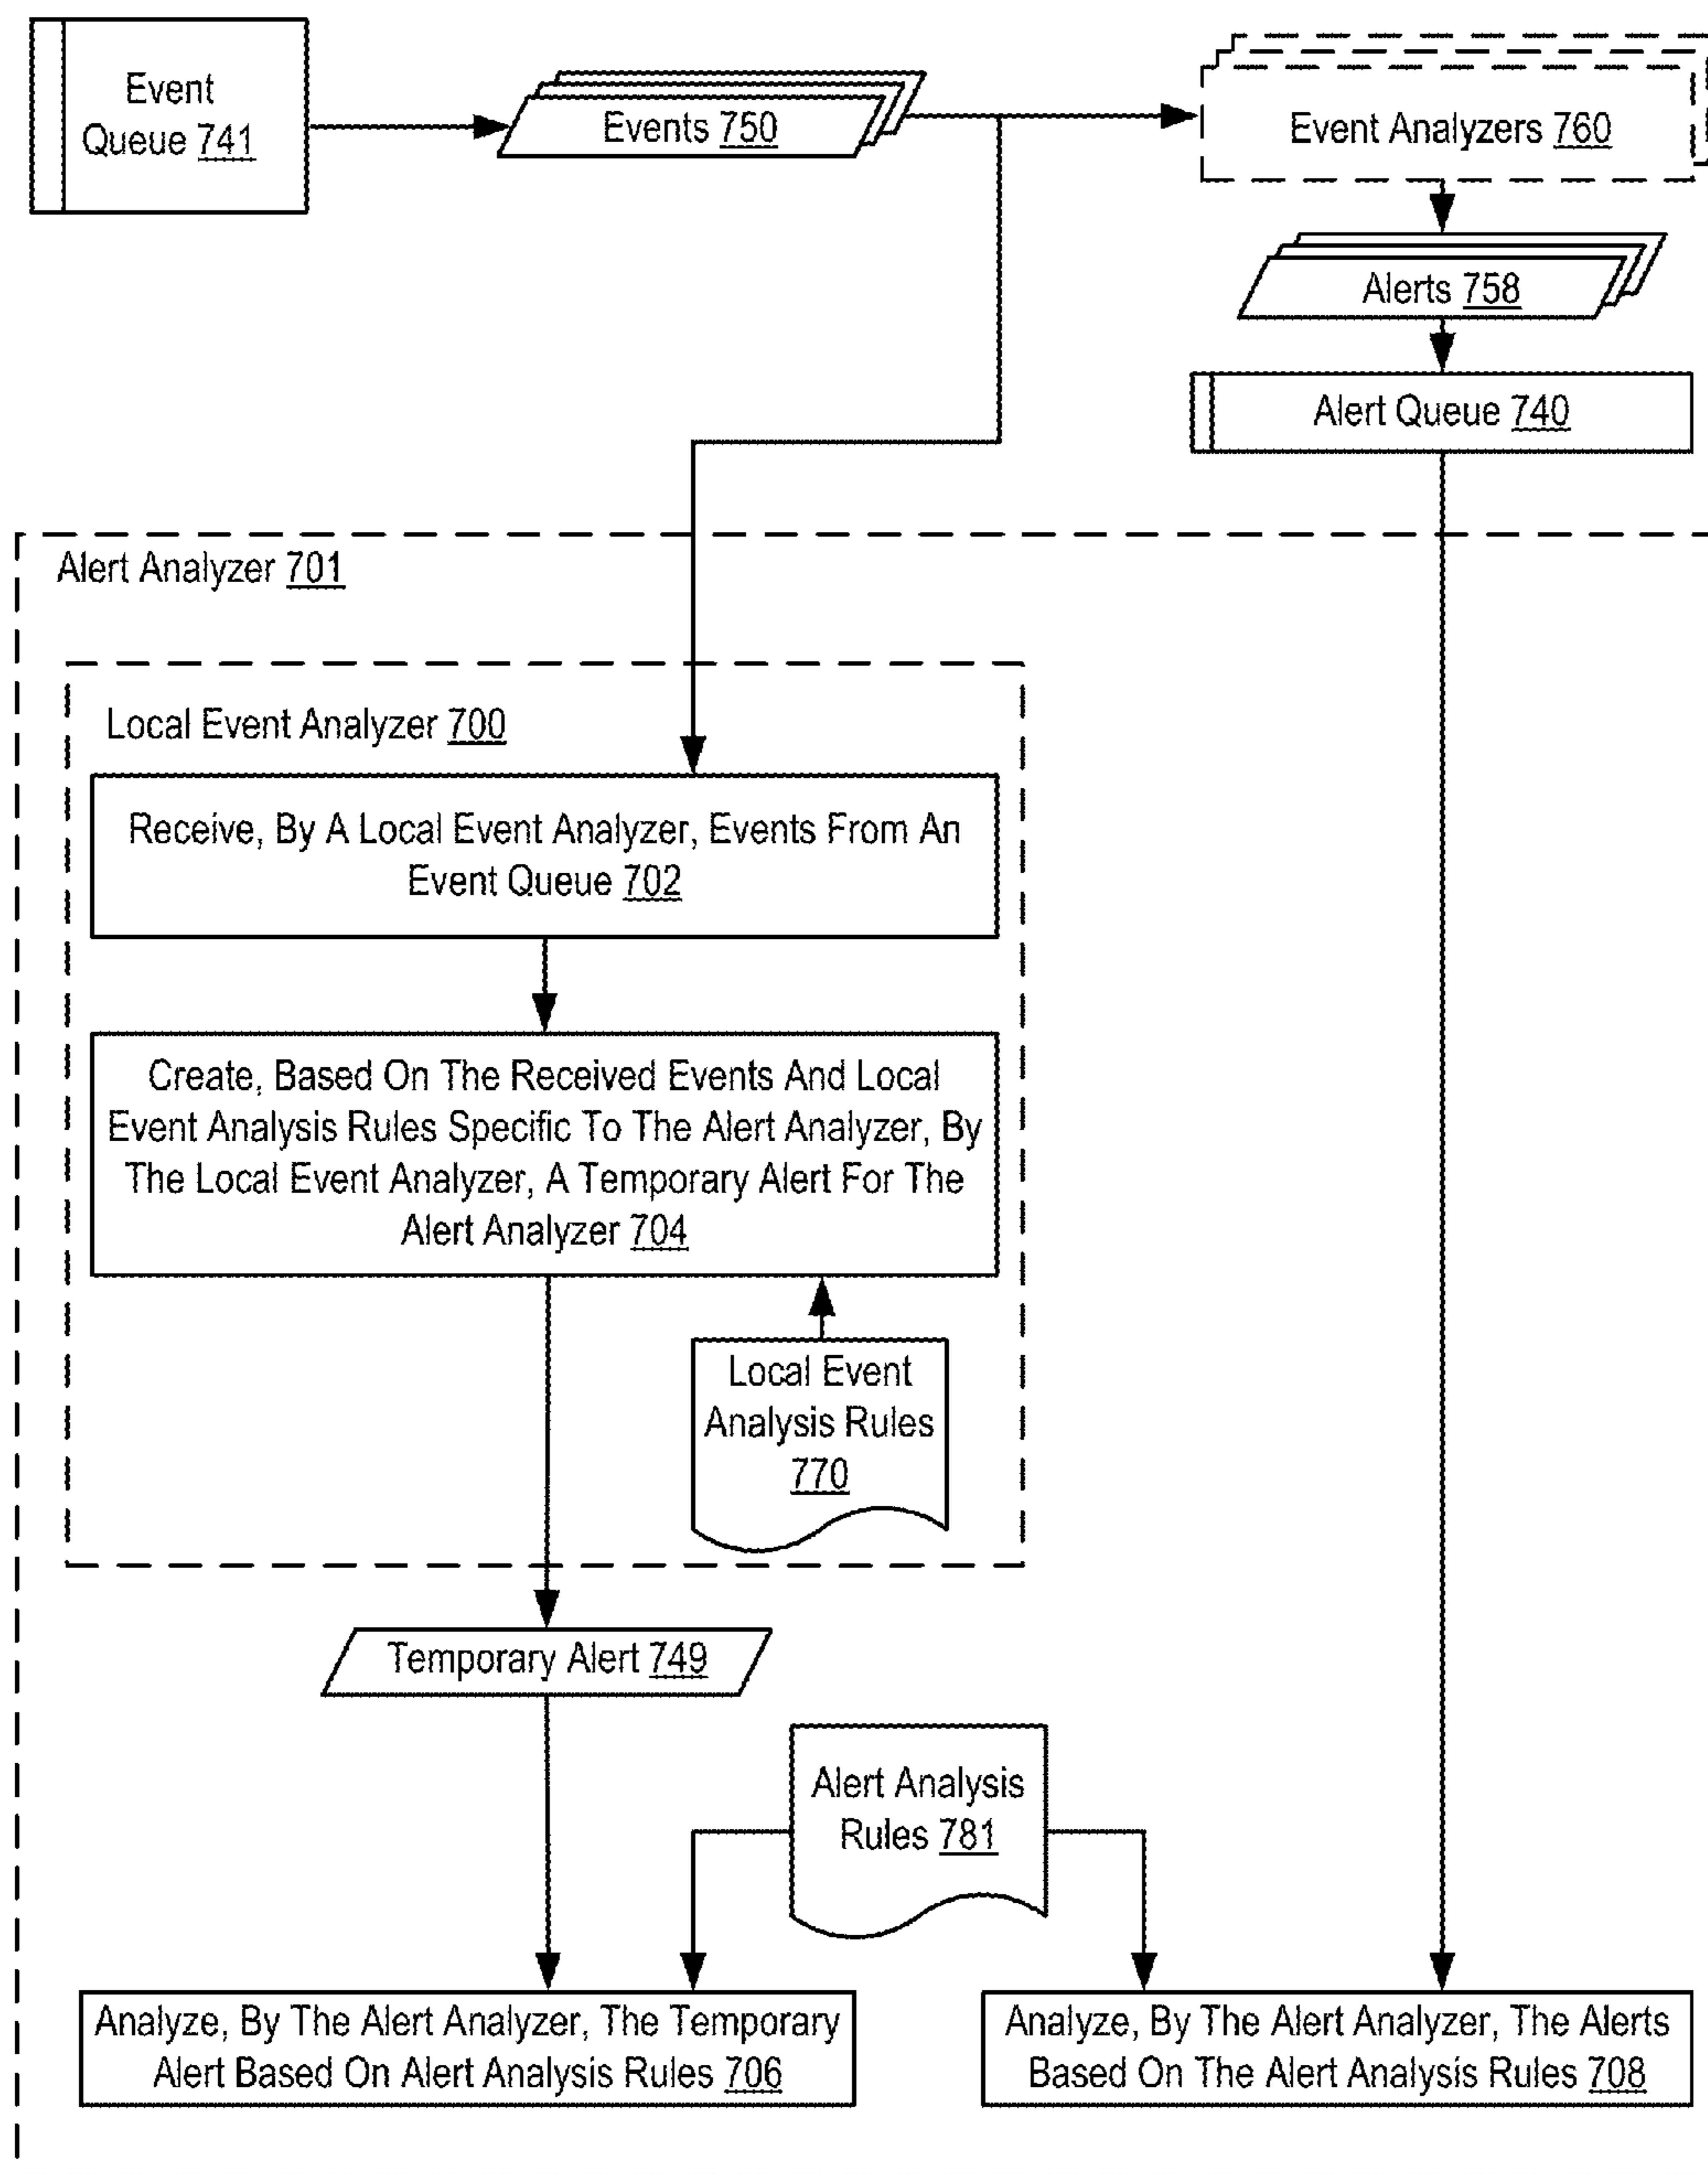 Event
Queue 741
Events 750
Event Analyzers 760
Alerts 758
Alert Queue 740
Alert Analyzer 701
Local Event Analyzer 700
Receive, By A Local Event Analyzer, Events From An
Event Queue 702
Create, Based On The Received Events And Local
Event Analysis Rules Specific To The Alert Analyzer, By
The Local Event Analyzer, A Temporary Alert For The
Alert Analyzer 704
Local Event
Analysis Rules
770
Temporary Alert 749
Alert Analysis
Rules 781
Analyze, By The Alert Analyzer, The Temporary
Alert Based On Alert Analysis Rules 706
Analyze, By The Alert Analyzer, The Alerts
Based On The Alert Analysis Rules 708